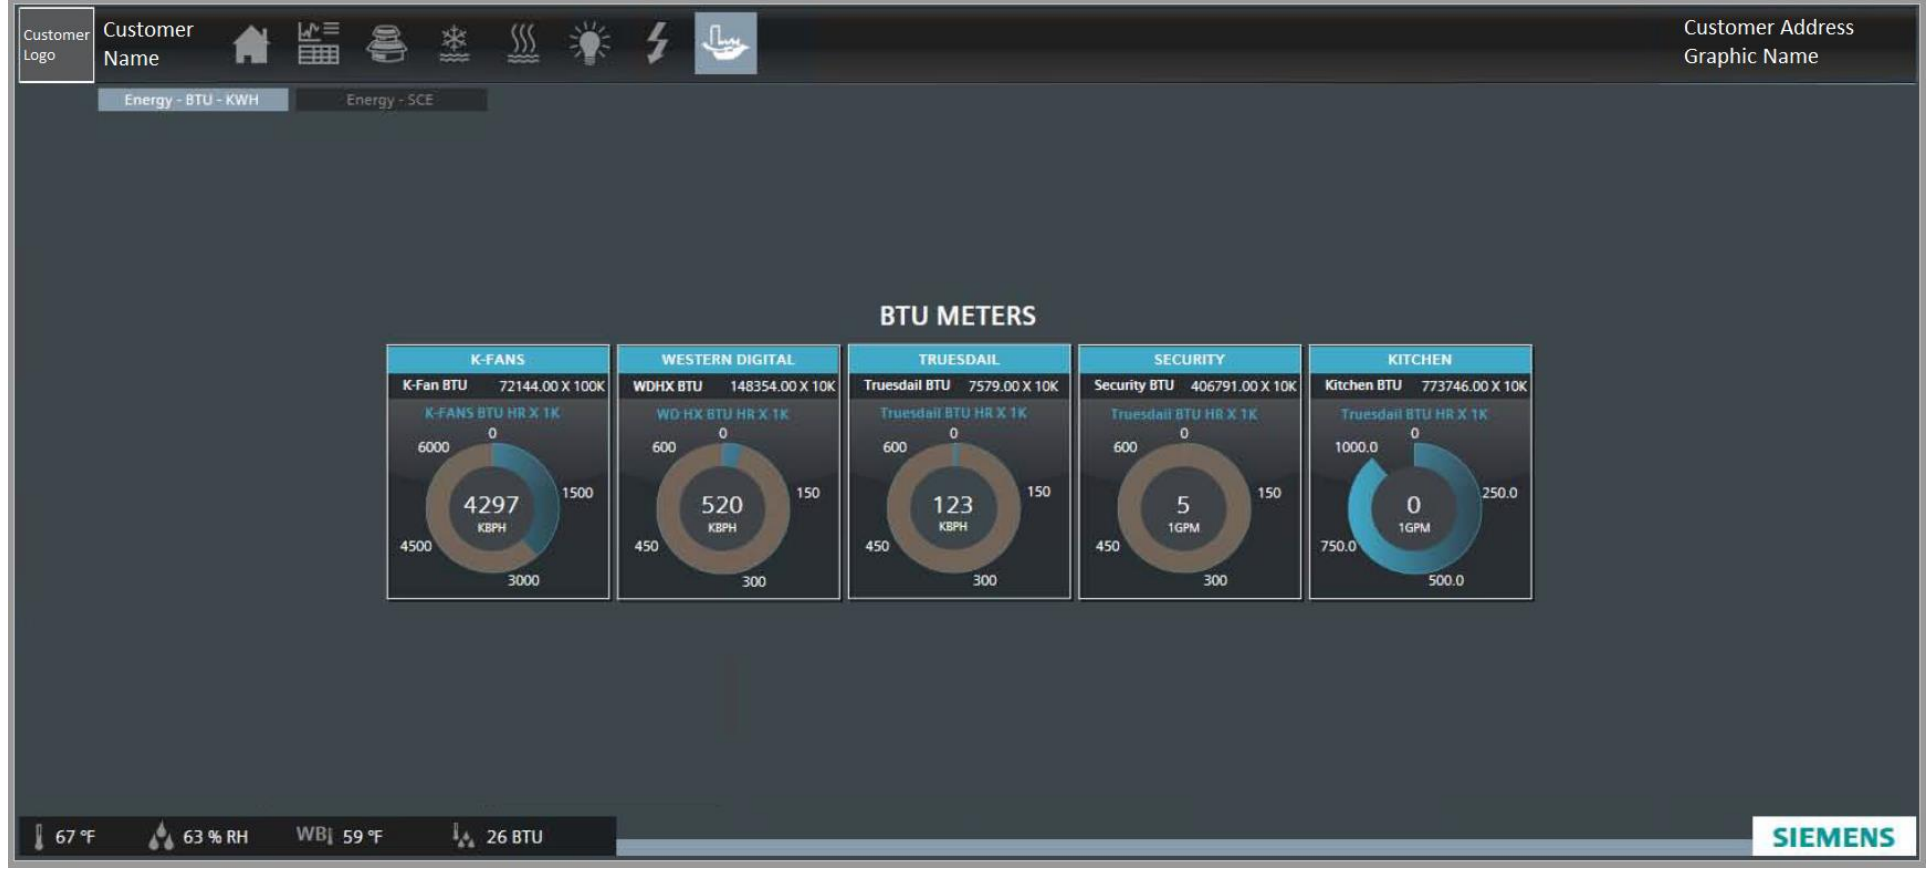 Customer
Logo
Customer
Name
Customer Address
Graphic Name
Energy - BTU - KWH
Energy - SCE
BTU METERS
K-FANS
K-Fan BTU 72144.00 X 100K
K-FANS BTU HR X 1K
0
6000
1500
4297
KBPH
4500
3000
WESTERN DIGITAL
WDHX BTU 148354.00 X 10K
WD HX BTU HR X 1K
0
600
150
520
KBPH
450
300
TRUESDAIL
Truesdail BTU 7579.00 X 10K
Truesdail BTU HR X 1K
0
600
150
123
KBPH
450
300
SECURITY
Security BTU 406791.00 X 10K
Truesdail BTU HR X 1K
0
600
150
5
1GPM
450
300
KITCHEN
Kitchen BTU 773746.00 X 10K
Truesdail BTU HR X 1K
0
1000.0
250.0
0
1GPM
750.0
500.0
67 °F 63 % RH WB 59 °F 26 BTU
SIEMENS